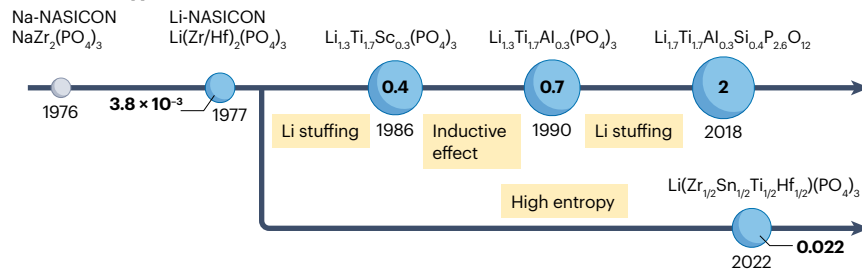 Na-NASICON
NaZr₂(PO₄)₃
Li-NASICON
Li(Zr/Hf)₂(PO₄)₃
Li₁.₃Ti₁.₇Sc₀.₃(PO₄)₃
Li₁.₃Ti₁.₇Al₀.₃(PO₄)₃
Li₁.₇Ti₁.₇Al₀.₃Si₀.₄P₂.₆O₁₂
0.4
0.7
2
1976
3.8 × 10⁻³
1977
1986
1990
2018
Li stuffing
Inductive
effect
Li stuffing
Li(Zr₁/₂Sn₁/₂Ti₁/₂Hf₁/₂)(PO₄)₃
High entropy
0.022
2022